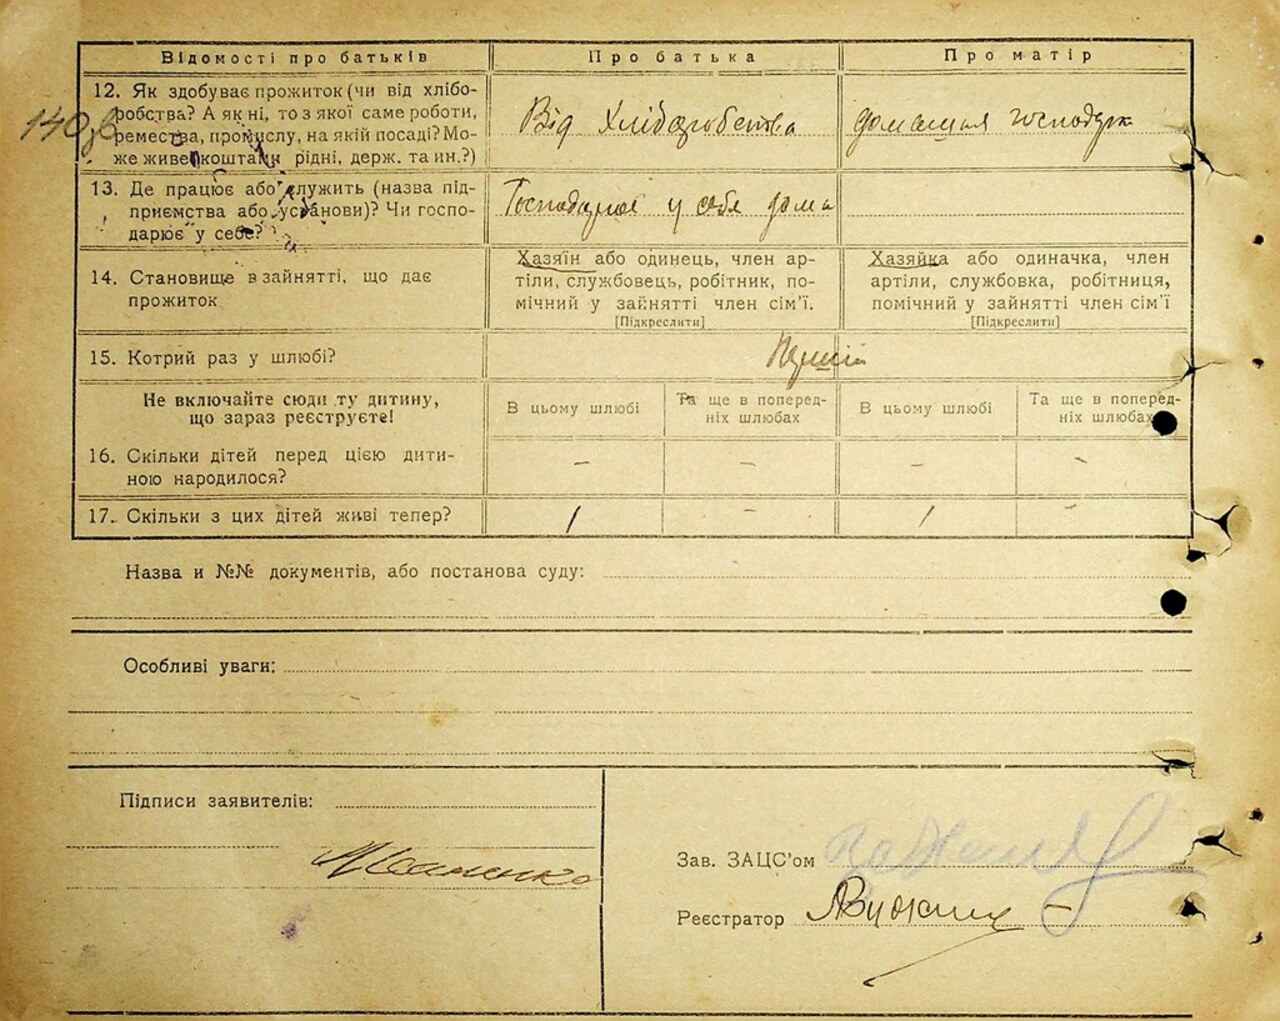 Відомості про батьків Про батька Про матір
12. Як здобуває прожиток (чи від хлібо-
робства? А як ні, то з якої саме роботи,
ремества, промислу, на якій посаді? Мо-
же живе коштами рідні, держ. та ин.?)
Від Хліборобства
домашня господарк
140
13. Де працює або служить (назва під-
приємства або установи)? Чи госпо-
дарює у себе?
у себя дома
14. Становище в зайнятті, що дає
прожиток
Хазяїн або одинець, член ар-
тіли, службовець, робітник, по-
мічний у зайнятті член сім'ї.
[Підкреслити]
Хазяйка або одиначка, член
артіли, службовка, робітниця,
помічний у зайнятті член сім'ї
[Підкреслити]
15. Котрий раз у шлюбі?
Не включайте сюди ту дитину,
що зараз реєструєте!
В цьому шлюбі
Та ще в поперед-
ніх шлюбах
В цьому шлюбі
Та ще в поперед-
ніх шлюбах
16. Скільки дітей перед цією дити-
ною народилося?
– – – –
17. Скільки з цих дітей живі тепер?
/ – / –
Назва и №№ документів, або постанова суду:
Особливі уваги:
Підписи заявителів:
Зав. ЗАЦС'ом
Реєстратор